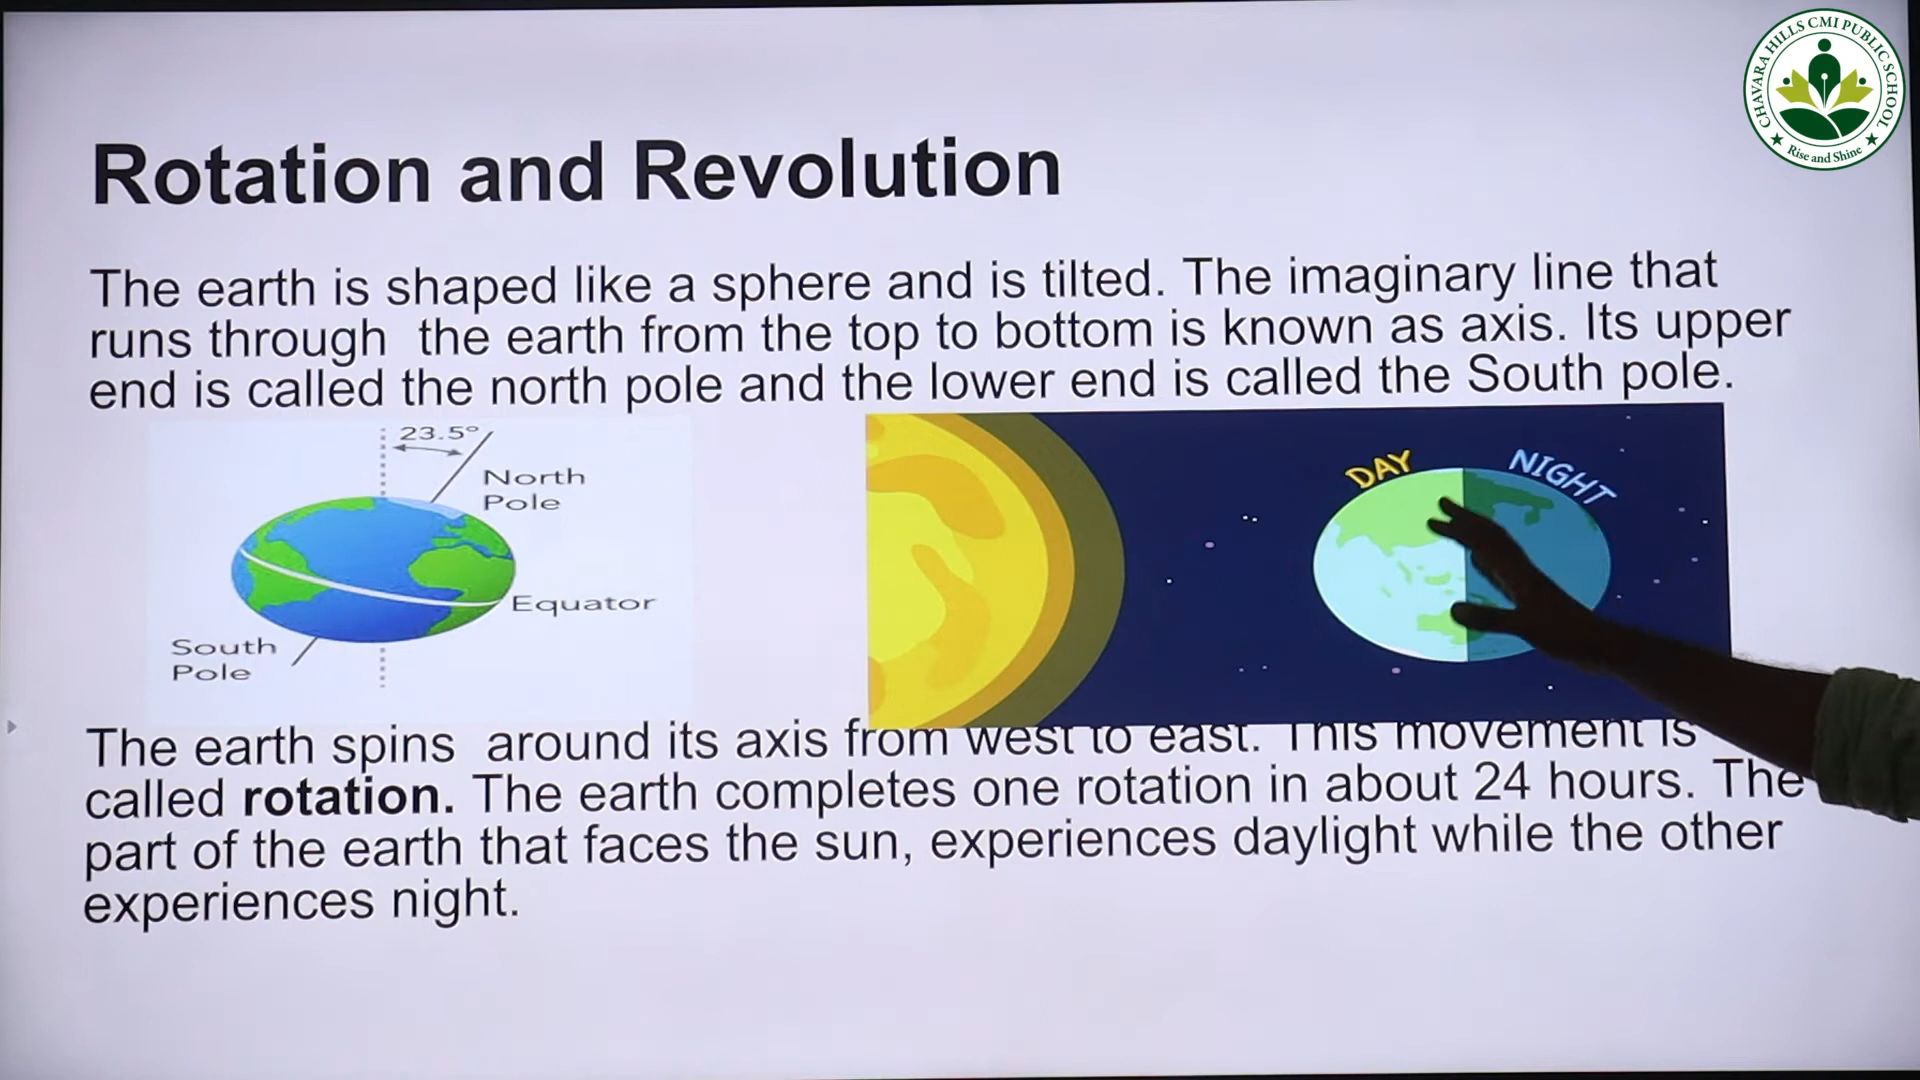 CHAVARA HILLS CMI PUBLIC SCHOOL
Rise and Shine
Rotation and Revolution
The earth is shaped like a sphere and is tilted. The imaginary line that
runs through the earth from the top to bottom is known as axis. Its upper
end is called the north pole and the lower end is called the South pole.
23.5°
North
Pole
Equator
South
Pole
DAY
NIGHT
The earth spins around its axis from west to east. This movement is
called rotation. The earth completes one rotation in about 24 hours. The
part of the earth that faces the sun, experiences daylight while the other
experiences night.